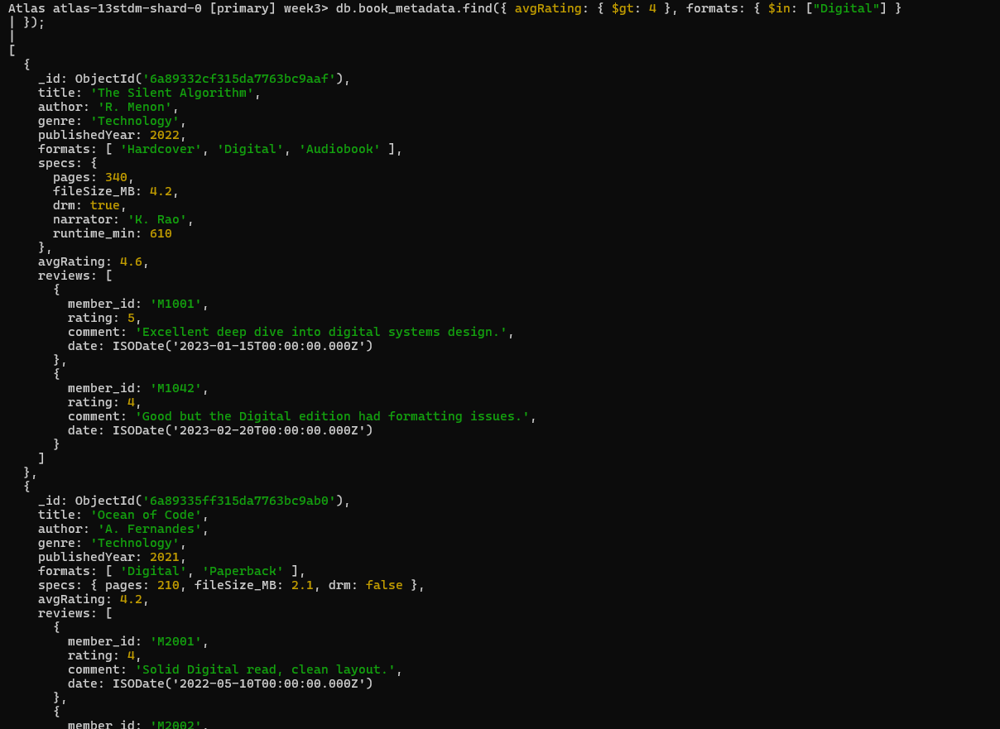 Atlas atlas-13stdm-shard-0 [primary] week3> db.book_metadata.find({ avgRating: { $gt: 4 }, formats: { $in: ["Digital"] }
| });
|
[
  {
    _id: ObjectId('6a89332cf315da7763bc9aaf'),
    title: 'The Silent Algorithm',
    author: 'R. Menon',
    genre: 'Technology',
    publishedYear: 2022,
    formats: [ 'Hardcover', 'Digital', 'Audiobook' ],
    specs: {
      pages: 340,
      fileSize_MB: 4.2,
      drm: true,
      narrator: 'K. Rao',
      runtime_min: 610
    },
    avgRating: 4.6,
    reviews: [
      {
        member_id: 'M1001',
        rating: 5,
        comment: 'Excellent deep dive into digital systems design.',
        date: ISODate('2023-01-15T00:00:00.000Z')
      },
      {
        member_id: 'M1042',
        rating: 4,
        comment: 'Good but the Digital edition had formatting issues.',
        date: ISODate('2023-02-20T00:00:00.000Z')
      }
    ]
  },
  {
    _id: ObjectId('6a89335ff315da7763bc9ab0'),
    title: 'Ocean of Code',
    author: 'A. Fernandes',
    genre: 'Technology',
    publishedYear: 2021,
    formats: [ 'Digital', 'Paperback' ],
    specs: { pages: 210, fileSize_MB: 2.1, drm: false },
    avgRating: 4.2,
    reviews: [
      {
        member_id: 'M2001',
        rating: 4,
        comment: 'Solid Digital read, clean layout.',
        date: ISODate('2022-05-10T00:00:00.000Z')
      },
      {
        member_id: 'M2002',